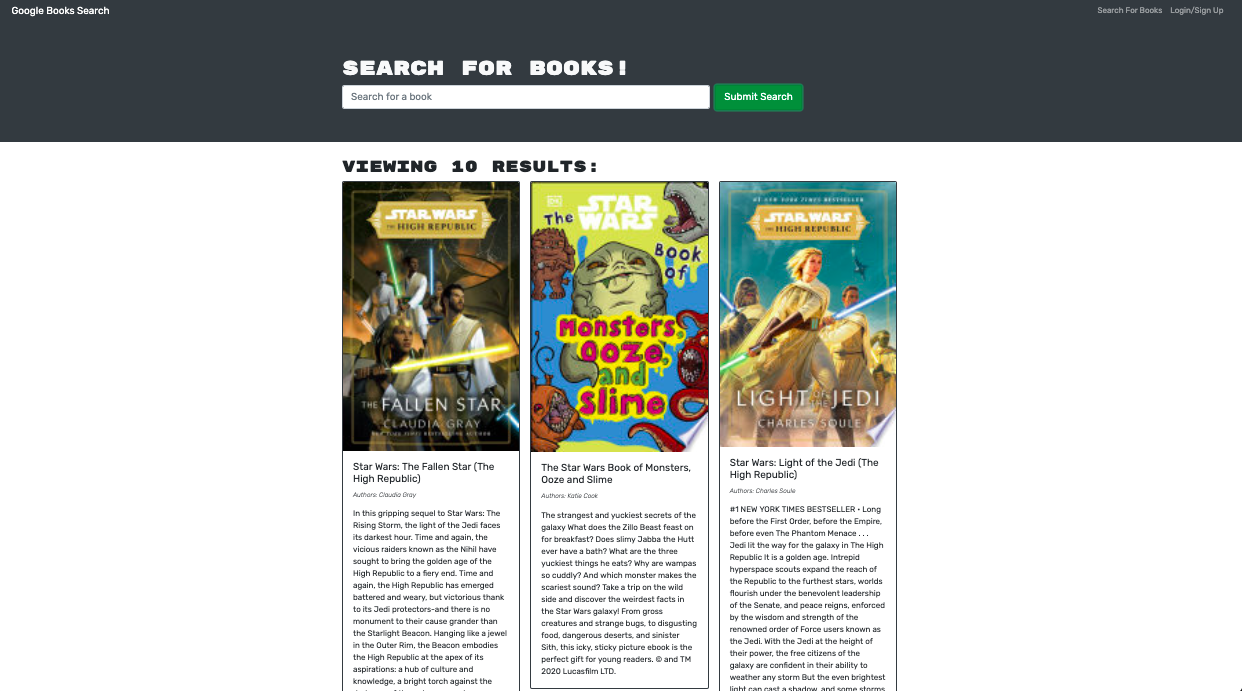 Google Books Search
Search For Books Login/Sign Up
SEARCH FOR BOOKS!
Search for a book
Submit Search
VIEWING 10 RESULTS:
STAR WARS
THE HIGH REPUBLIC
THE FALLEN STAR
CLAUDIA GRAY
NEW YORK TIMES BESTSELLING AUTHOR
Star Wars: The Fallen Star (The
High Republic)
Authors: Claudia Gray
In this gripping sequel to Star Wars: The
Rising Storm, the light of the Jedi faces
its darkest hour. Time and again, the
vicious raiders known as the Nihil have
sought to bring the golden age of the
High Republic to a fiery end. Time and
again, the High Republic has emerged
battered and weary, but victorious thank
to its Jedi protectors-and there is no
monument to their cause grander than
the Starlight Beacon. Hanging like a jewel
in the Outer Rim, the Beacon embodies
the High Republic at the apex of its
aspirations: a hub of culture and
knowledge, a bright torch against the
DK
The STAR
WARS
Book
of
Monsters,
Ooze,
and
Slime
The Star Wars Book of Monsters,
Ooze and Slime
Authors: Katie Cook
The strangest and yuckiest secrets of the
galaxy What does the Zillo Beast feast on
for breakfast? Does slimy Jabba the Hutt
ever have a bath? What are the three
yuckiest things he eats? Why are wampas
so cuddly? And which monster makes the
scariest sound? Take a trip on the wild
side and discover the weirdest facts in
the Star Wars galaxy! From gross
creatures and strange bugs, to disgusting
food, dangerous deserts, and sinister
Sith, this icky, sticky picture ebook is the
perfect gift for young readers. © and TM
2020 Lucasfilm LTD.
#1 NEW YORK TIMES BESTSELLER
STAR WARS
THE HIGH REPUBLIC
LIGHT OF THE JEDI
CHARLES SOULE
Star Wars: Light of the Jedi (The
High Republic)
Authors: Charles Soule
#1 NEW YORK TIMES BESTSELLER • Long
before the First Order, before the Empire,
before even The Phantom Menace . . .
Jedi lit the way for the galaxy in The High
Republic It is a golden age. Intrepid
hyperspace scouts expand the reach of
the Republic to the furthest stars, worlds
flourish under the benevolent leadership
of the Senate, and peace reigns, enforced
by the wisdom and strength of the
renowned order of Force users known as
the Jedi. With the Jedi at the height of
their power, the free citizens of the
galaxy are confident in their ability to
weather any storm But the even brightest
light can cast a shadow, and some storms